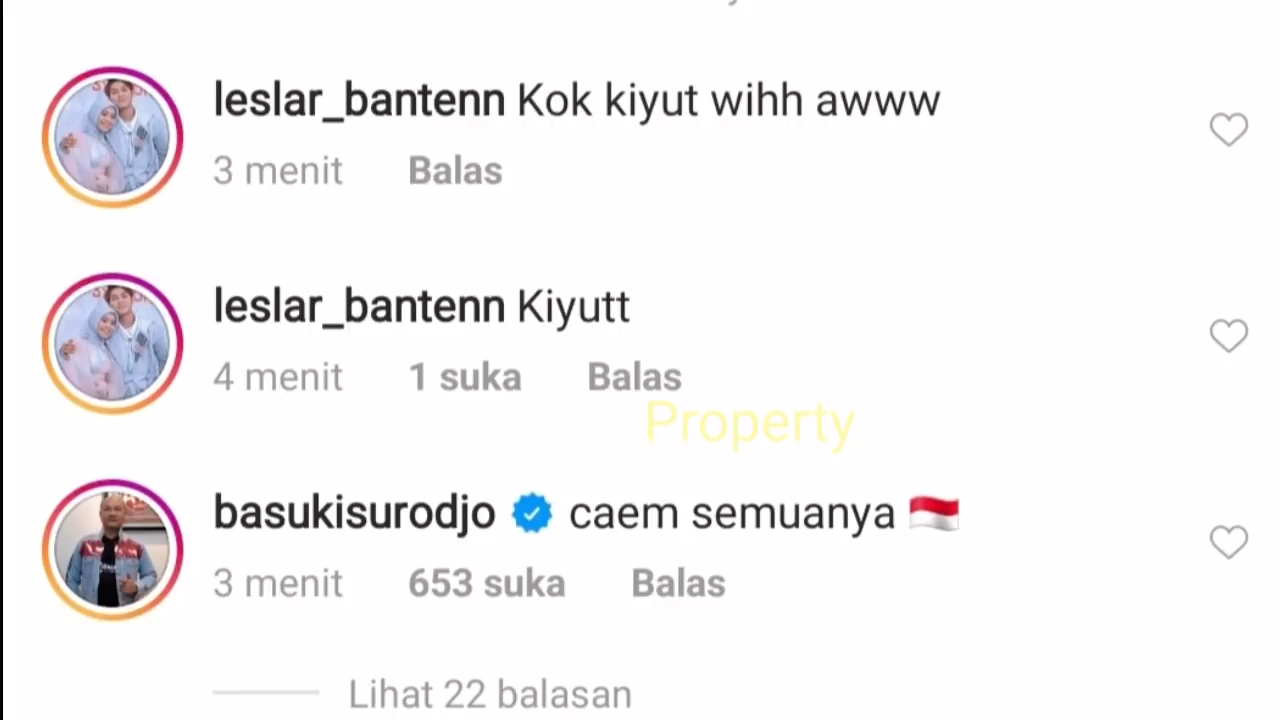 leslar_bantenn Kok kiyut wihh awww
3 menit Balas
leslar_bantenn Kiyutt
4 menit 1 suka Balas
Property
basukisurodjo caem semuanya 🇮🇩
3 menit 653 suka Balas
Lihat 22 balasan